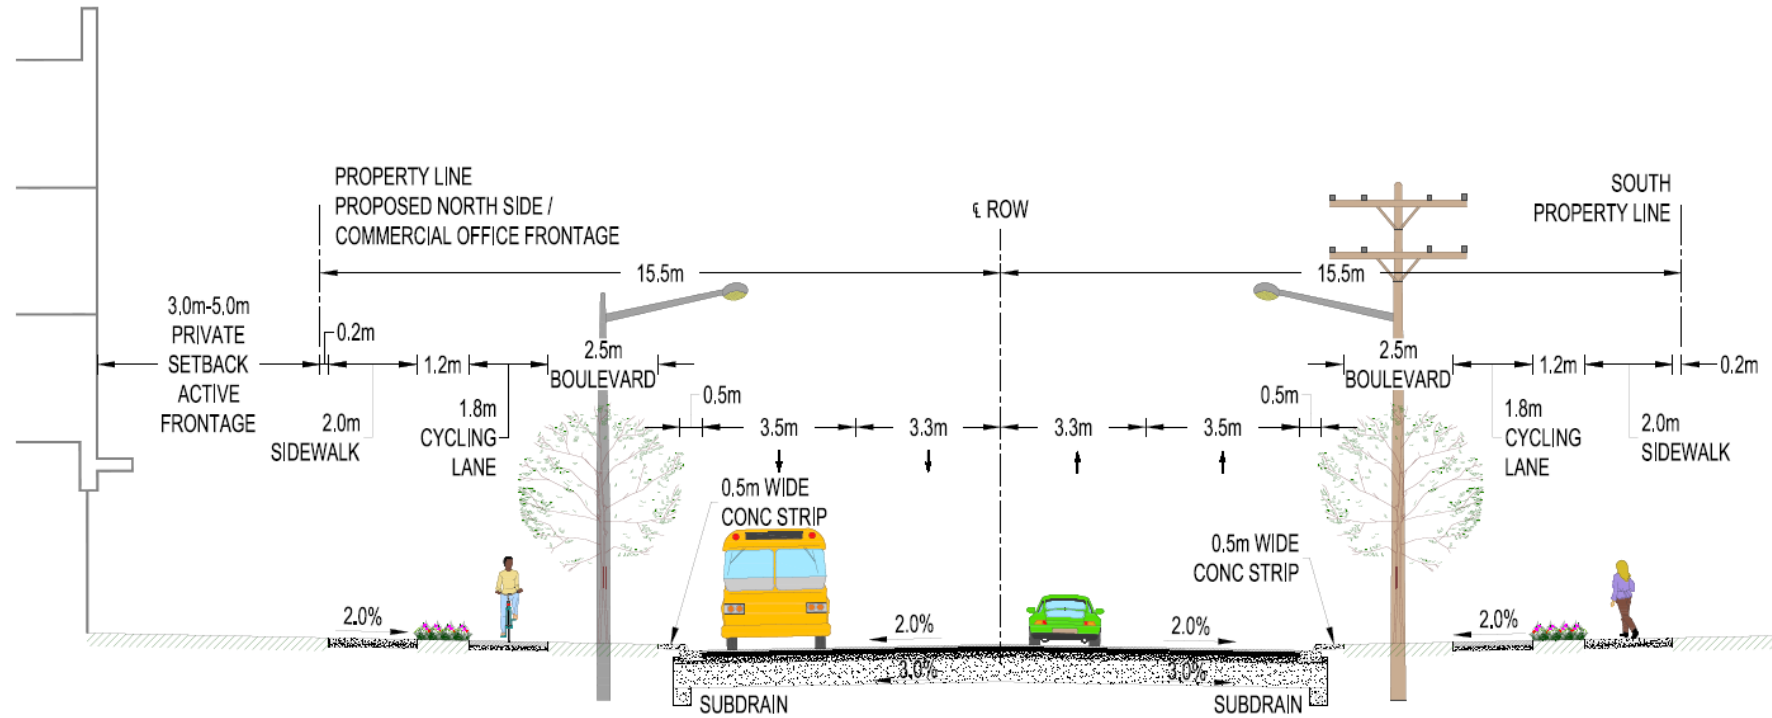 PROPERTY LINE
PROPOSED NORTH SIDE /
COMMERCIAL OFFICE FRONTAGE
℄ ROW
SOUTH
PROPERTY LINE
15.5m
15.5m
3.0m-5.0m
PRIVATE
SETBACK
ACTIVE
FRONTAGE
0.2m
2.0m
SIDEWALK
1.2m
1.8m
CYCLING
LANE
2.5m
BOULEVARD
0.5m
3.5m
3.3m
3.3m
3.5m
0.5m
2.5m
BOULEVARD
1.8m
CYCLING
LANE
1.2m
2.0m
SIDEWALK
0.2m
0.5m WIDE
CONC STRIP
0.5m WIDE
CONC STRIP
2.0%
2.0%
2.0%
2.0%
3.0%
3.0%
SUBDRAIN
SUBDRAIN